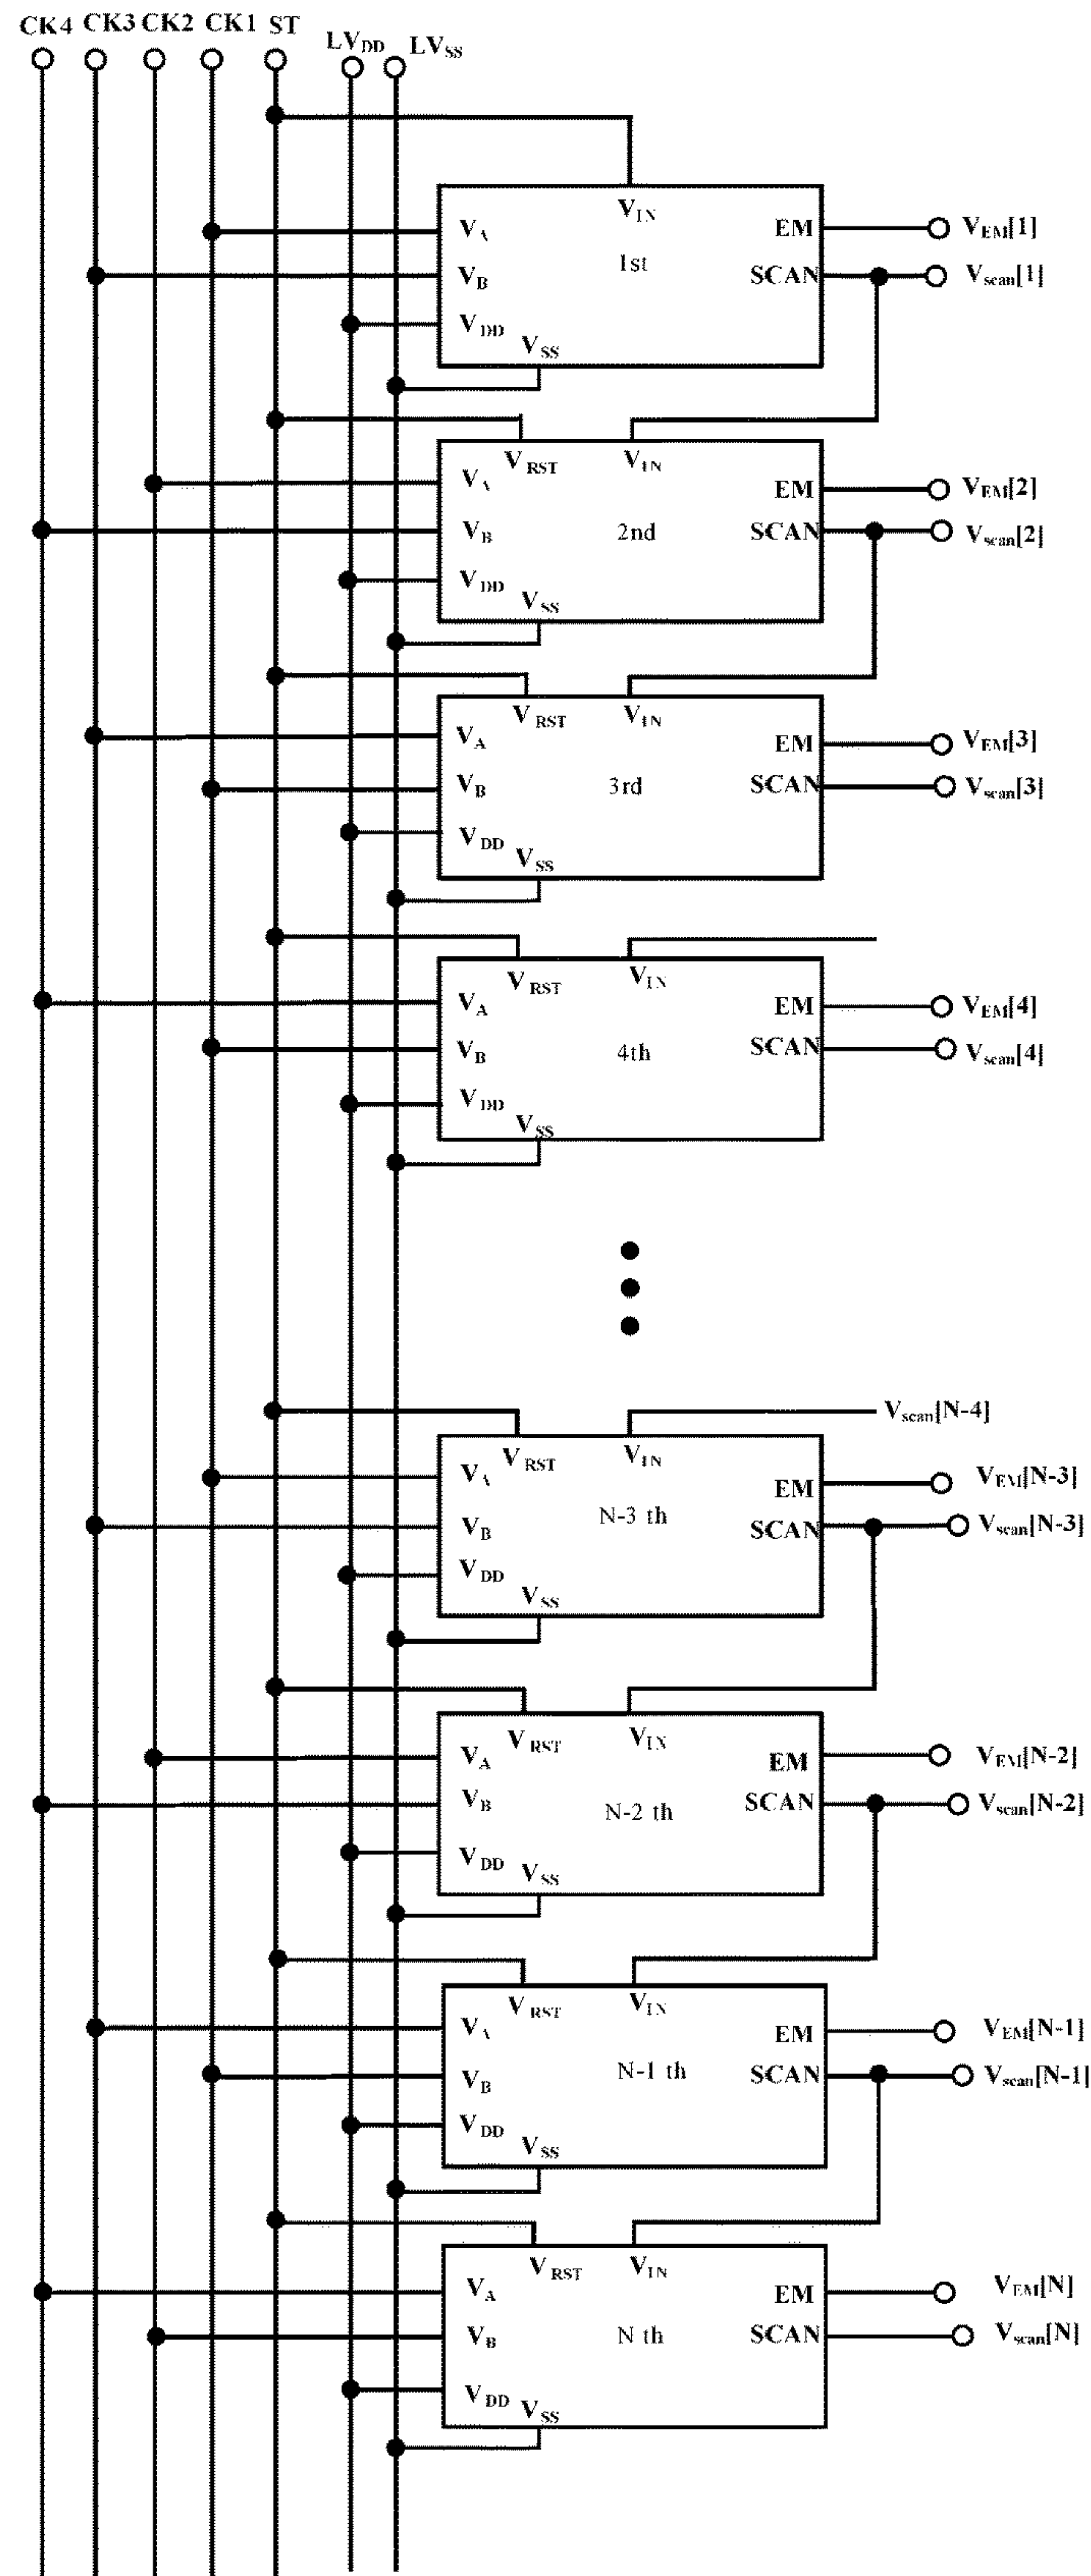 CK4 CK3 CK2 CK1 ST LVDD LVSS
VIN
VA 1st EM VEM[1]
VB SCAN Vscan[1]
VDD
VSS
VRST VIN
VA EM VEM[2]
VB 2nd SCAN Vscan[2]
VDD
VSS
VRST VIN
VA EM VEM[3]
VB 3rd SCAN Vscan[3]
VDD
VSS
VRST VIN
VA EM VEM[4]
VB 4th SCAN Vscan[4]
VDD
VSS
Vscan[N-4]
VRST VIN
VA EM VEM[N-3]
VB N-3 th SCAN Vscan[N-3]
VDD
VSS
VRST VIN
VA EM VEM[N-2]
VB N-2 th SCAN Vscan[N-2]
VDD
VSS
VRST VIN
VA EM VEM[N-1]
VB N-1 th SCAN Vscan[N-1]
VDD
VSS
VRST VIN
VA EM VEM[N]
VB N th SCAN Vscan[N]
VDD
VSS